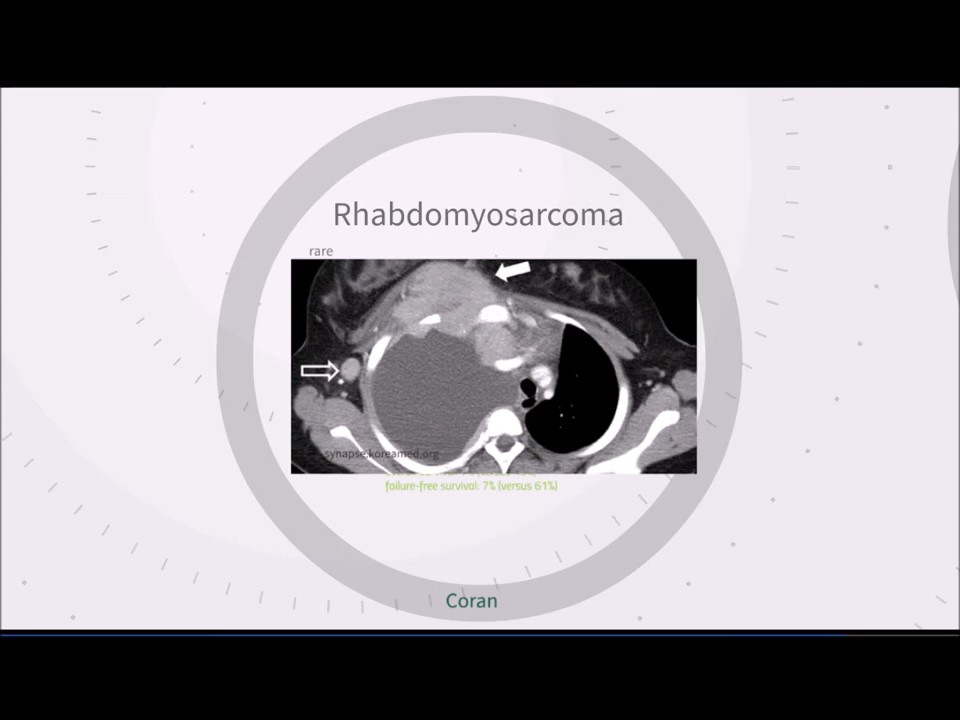 Rhabdomyosarcoma
rare
synapse.koreamed.org
failure-free survival: 7% (versus 61%)
Coran